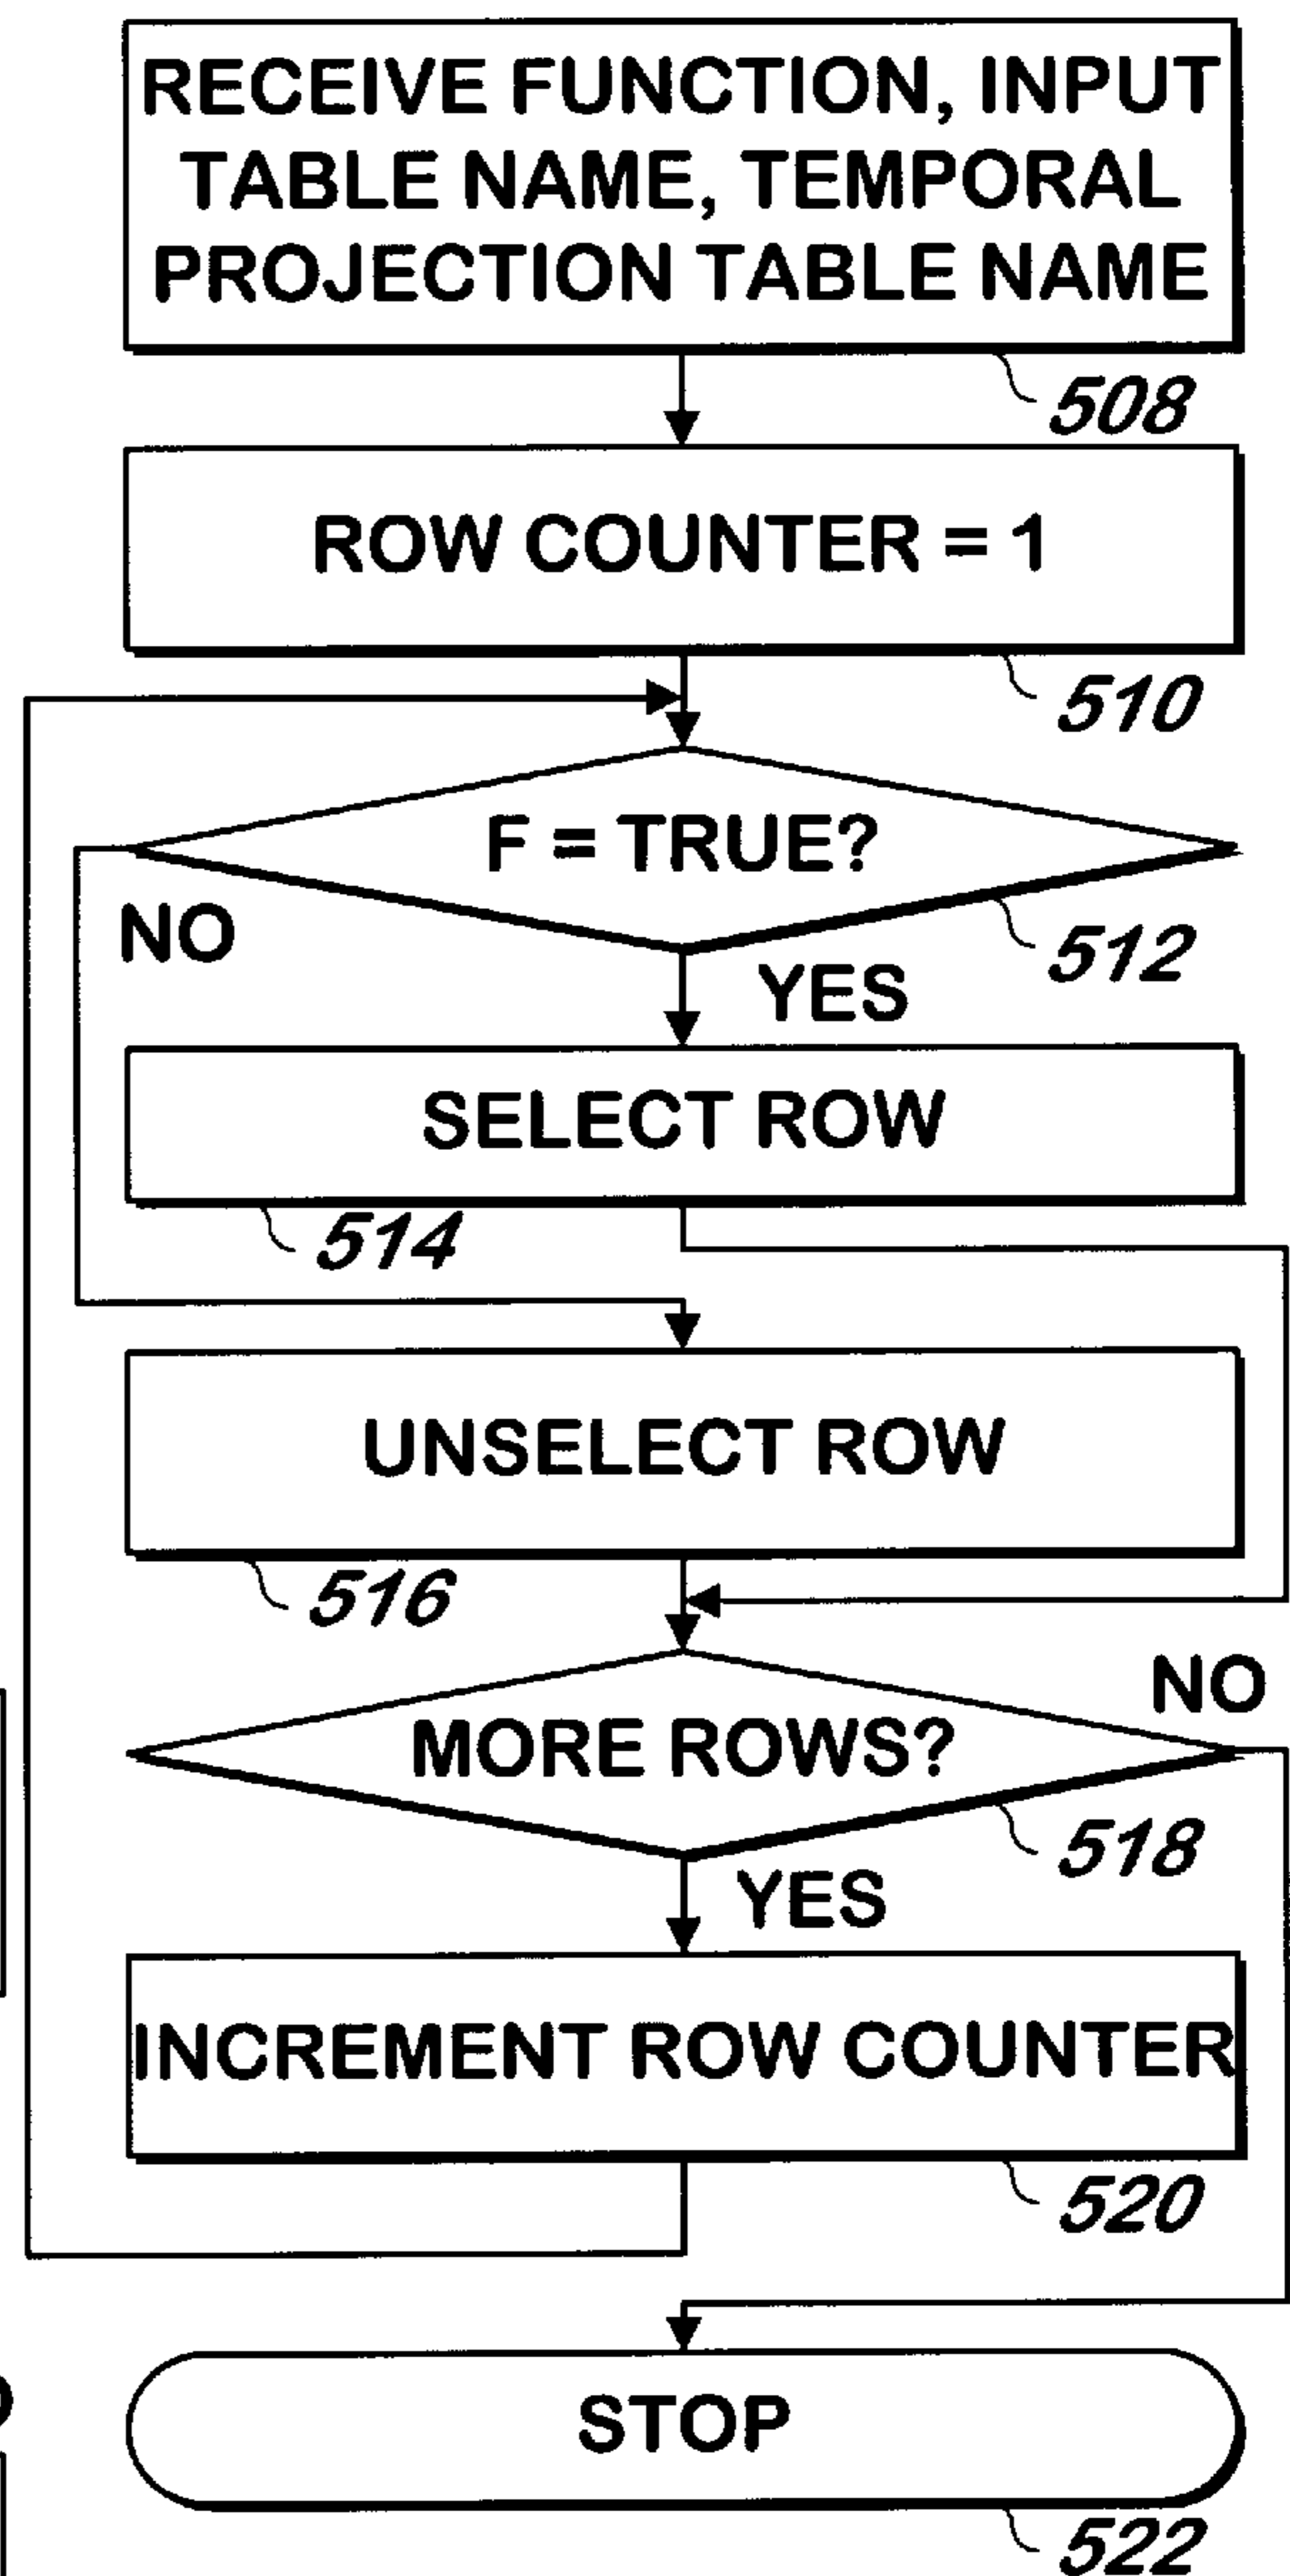 RECEIVE FUNCTION, INPUT
TABLE NAME, TEMPORAL
PROJECTION TABLE NAME
508
ROW COUNTER = 1
510
F = TRUE?
NO
512
YES
SELECT ROW
514
UNSELECT ROW
516
NO
MORE ROWS?
518
YES
INCREMENT ROW COUNTER
520
STOP
522